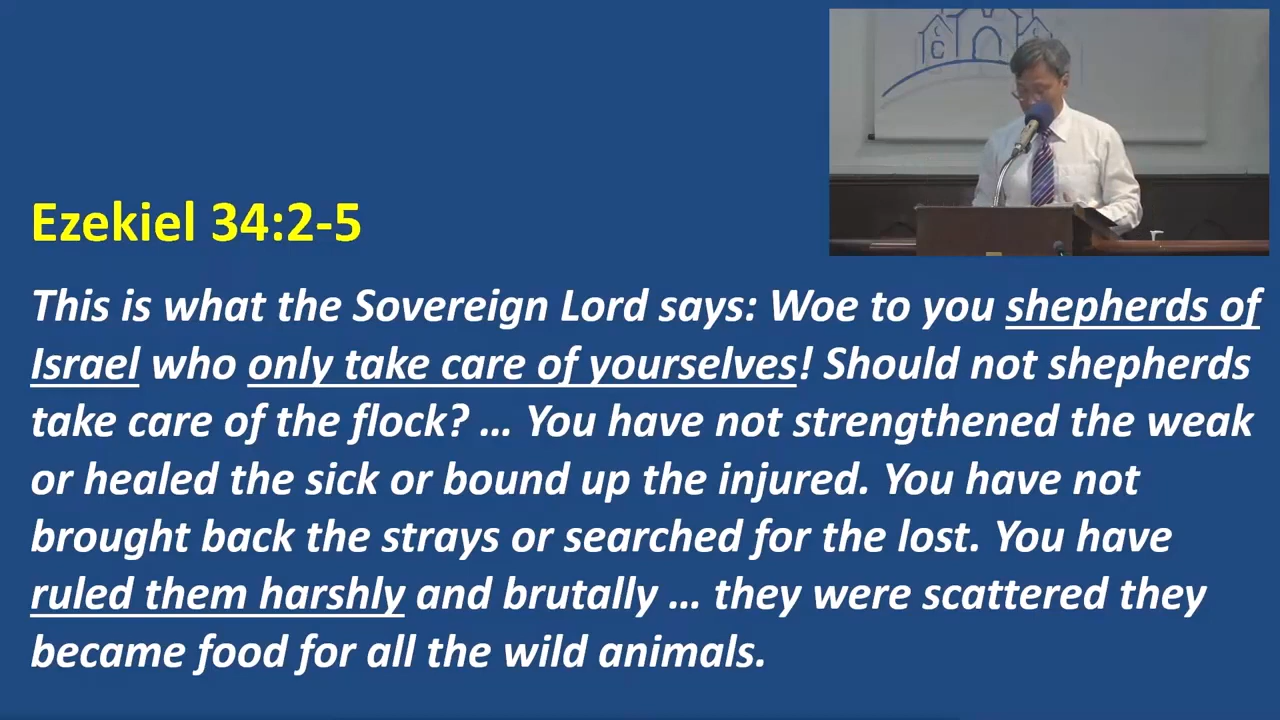 C C
Ezekiel 34:2-5
This is what the Sovereign Lord says: Woe to you shepherds of
Israel who only take care of yourselves! Should not shepherds
take care of the flock? ... You have not strengthened the weak
or healed the sick or bound up the injured. You have not
brought back the strays or searched for the lost. You have
ruled them harshly and brutally ... they were scattered they
became food for all the wild animals.